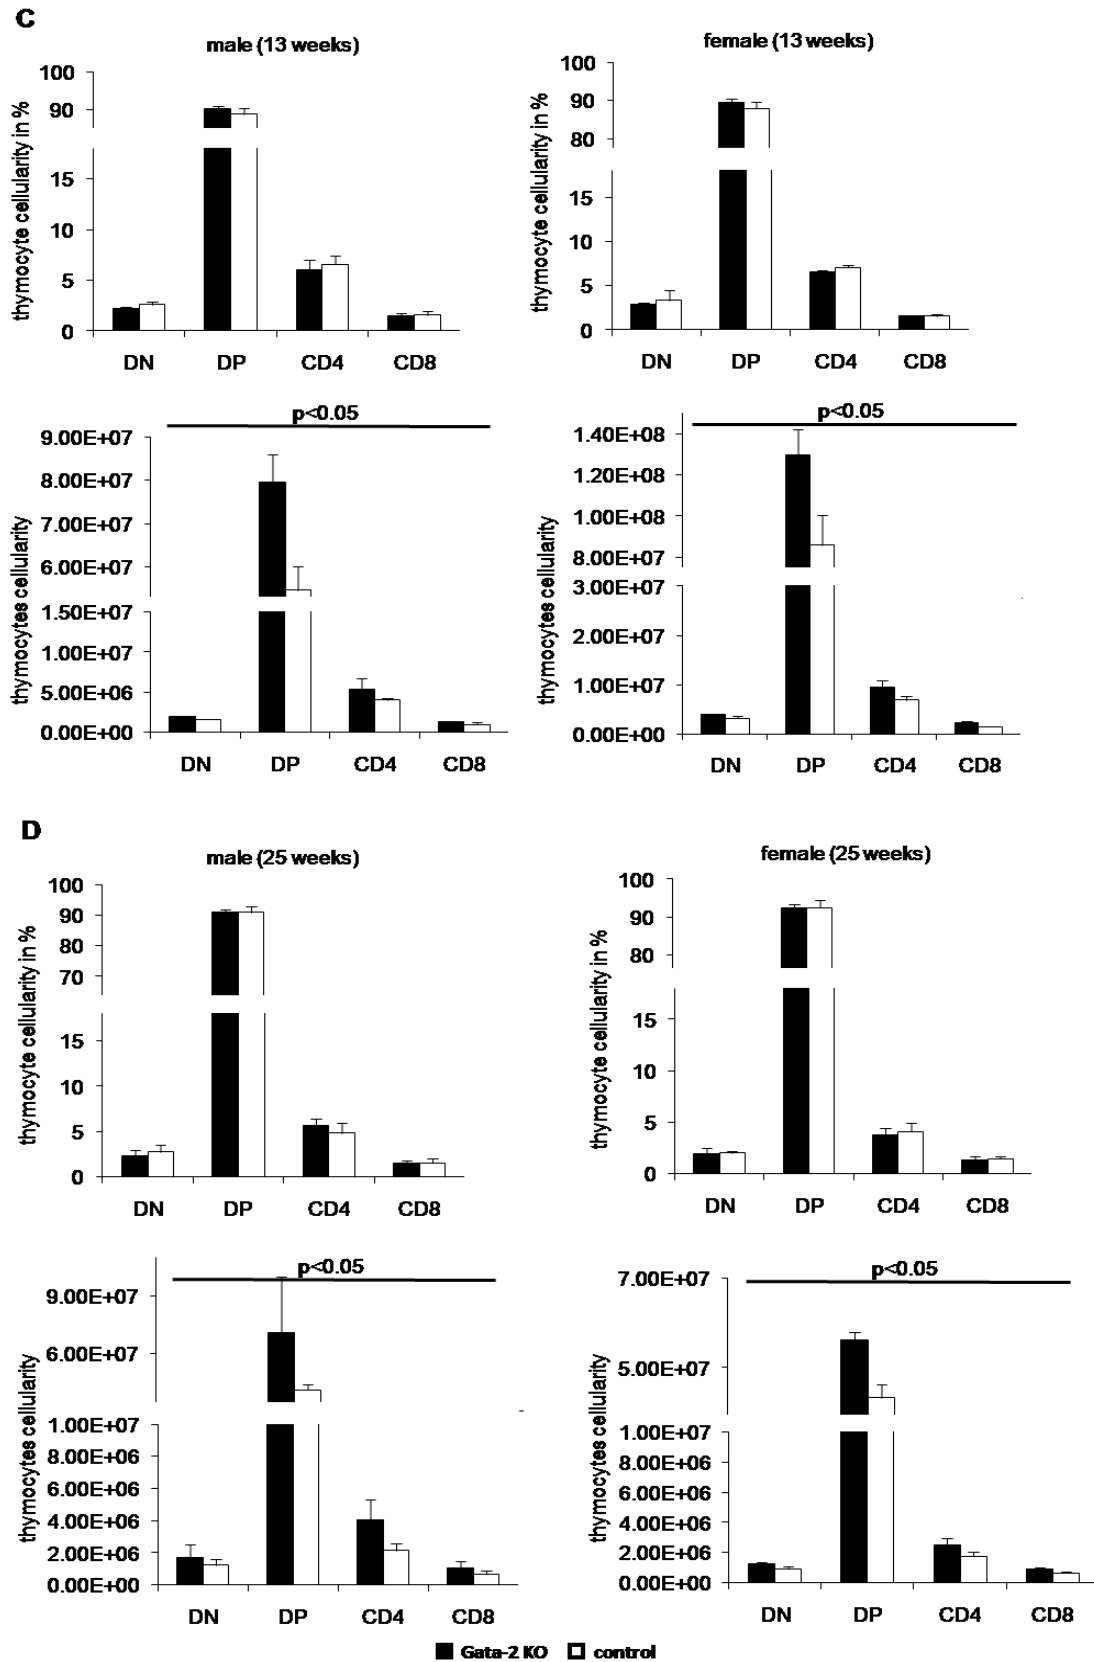 C
male (13 weeks)
thymocyte cellularity in %
100
90
15
10
5
0
DN DP CD4 CD8
female (13 weeks)
thymocyte cellularity in %
100
90
80
15
10
5
0
DN DP CD4 CD8
p<0.05
thymocytes cellularity
9.00E+07
8.00E+07
7.00E+07
6.00E+07
1.50E+07
1.00E+07
5.00E+06
0.00E+00
DN DP CD4 CD8
p<0.05
thymocytes cellularity
1.40E+08
1.20E+08
1.00E+08
8.00E+07
3.00E+07
2.00E+07
1.00E+07
0.00E+00
DN DP CD4 CD8
D
male (25 weeks)
thymocyte cellularity in %
100
90
80
70
15
10
5
0
DN DP CD4 CD8
female (25 weeks)
thymocyte cellularity in %
100
90
80
15
10
5
0
DN DP CD4 CD8
p<0.05
thymocytes cellularity
9.00E+07
6.00E+07
1.00E+07
8.00E+06
6.00E+06
4.00E+06
2.00E+06
0.00E+00
DN DP CD4 CD8
p<0.05
thymocytes cellularity
7.00E+07
5.00E+07
1.00E+07
8.00E+06
6.00E+06
4.00E+06
2.00E+06
0.00E+00
DN DP CD4 CD8
Gata-2 KO control